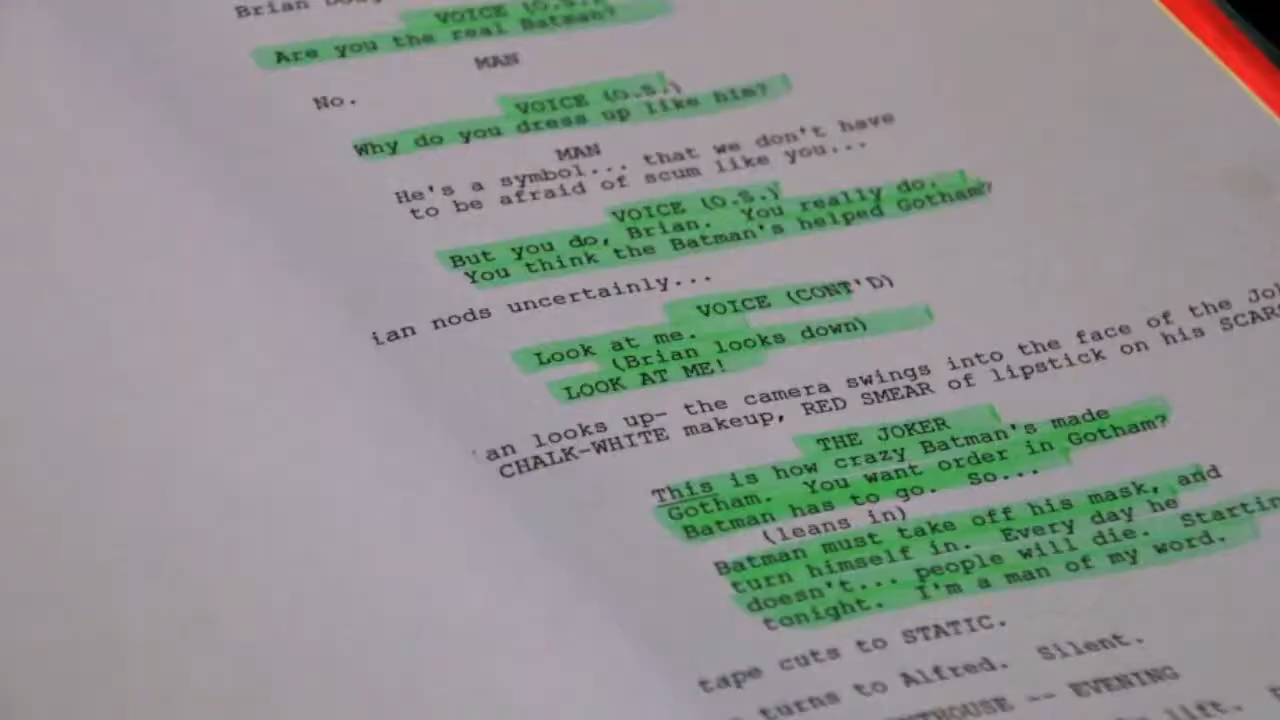 Brian
VOICE (O.S.)
Are you the real Batman?
MAN
No.
VOICE (O.S.)
Why do you dress up like him?
MAN
He's a symbol... that we don't have
to be afraid of scum like you...
VOICE (O.S.)
But you do, Brian. You really do.
You think the Batman's helped Gotham?
ian nods uncertainly...
VOICE (CONT'D)
Look at me.
(Brian looks down)
LOOK AT ME!
an looks up- the camera swings into the face of the Jo
CHALK-WHITE makeup, RED SMEAR of lipstick on his SCAR
THE JOKER
This is how crazy Batman's made
Gotham. You want order in Gotham?
Batman has to go. So...
(leans in)
Batman must take off his mask, and
turn himself in. Every day he
doesn't... people will die. Startin
tonight. I'm a man of my word.
tape cuts to STATIC.
turns to Alfred. Silent.
THOUSE -- EVENING
lift.